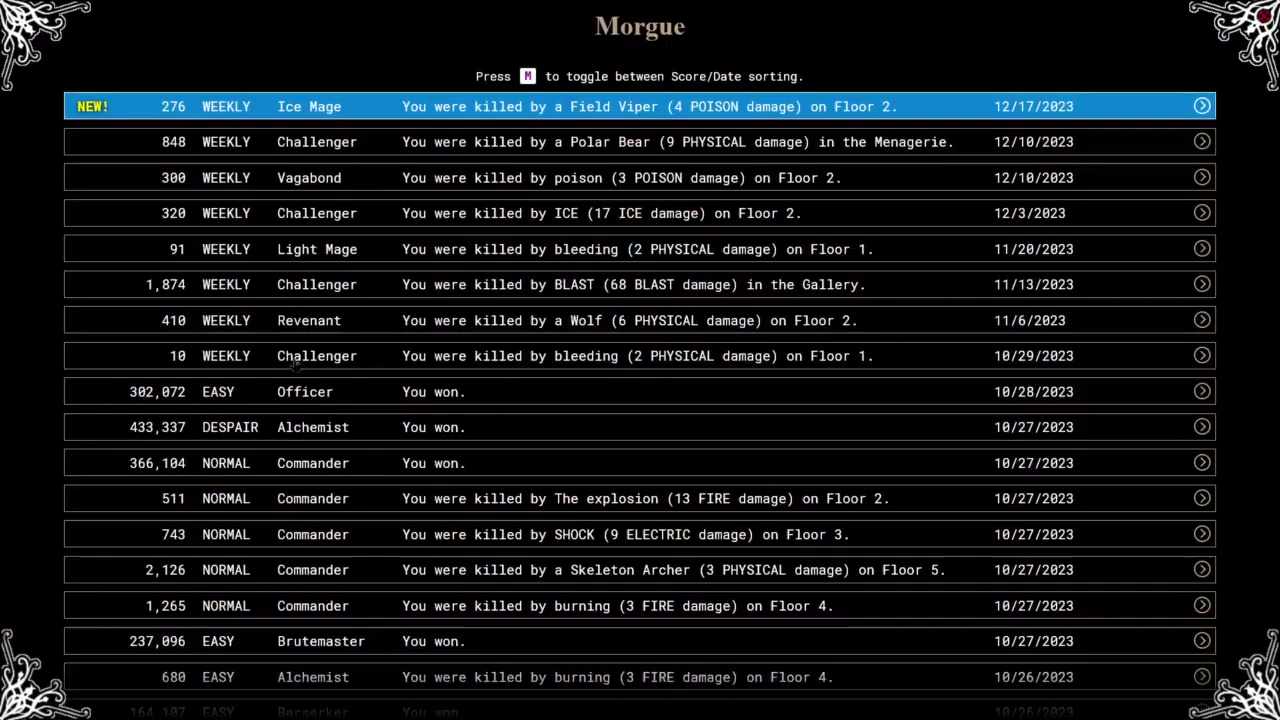 Morgue
Press M to toggle between Score/Date sorting.
NEW! 276 WEEKLY Ice Mage You were killed by a Field Viper (4 POISON damage) on Floor 2. 12/17/2023
848 WEEKLY Challenger You were killed by a Polar Bear (9 PHYSICAL damage) in the Menagerie. 12/10/2023
300 WEEKLY Vagabond You were killed by poison (3 POISON damage) on Floor 2. 12/10/2023
320 WEEKLY Challenger You were killed by ICE (17 ICE damage) on Floor 2. 12/3/2023
91 WEEKLY Light Mage You were killed by bleeding (2 PHYSICAL damage) on Floor 1. 11/20/2023
1,874 WEEKLY Challenger You were killed by BLAST (68 BLAST damage) in the Gallery. 11/13/2023
410 WEEKLY Revenant You were killed by a Wolf (6 PHYSICAL damage) on Floor 2. 11/6/2023
10 WEEKLY Challenger You were killed by bleeding (2 PHYSICAL damage) on Floor 1. 10/29/2023
302,072 EASY Officer You won. 10/28/2023
433,337 DESPAIR Alchemist You won. 10/27/2023
366,104 NORMAL Commander You won. 10/27/2023
511 NORMAL Commander You were killed by The explosion (13 FIRE damage) on Floor 2. 10/27/2023
743 NORMAL Commander You were killed by SHOCK (9 ELECTRIC damage) on Floor 3. 10/27/2023
2,126 NORMAL Commander You were killed by a Skeleton Archer (3 PHYSICAL damage) on Floor 5. 10/27/2023
1,265 NORMAL Commander You were killed by burning (3 FIRE damage) on Floor 4. 10/27/2023
237,096 EASY Brutemaster You won. 10/27/2023
680 EASY Alchemist You were killed by burning (3 FIRE damage) on Floor 4. 10/26/2023
164,107 EASY Berserker You won. 10/26/2023